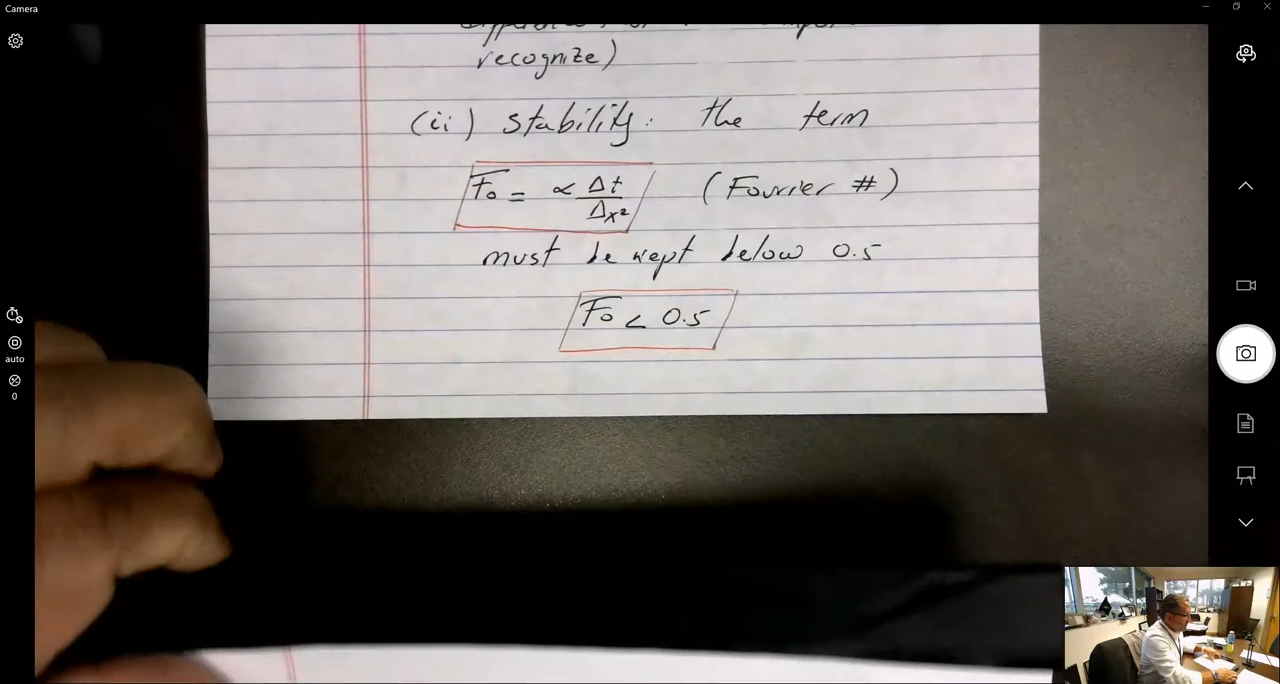 Camera
recognize)
(ii) stability: the term
Fo = α Δt/Δx² (Fourier #)
must be kept below 0.5
Fo < 0.5
auto
0